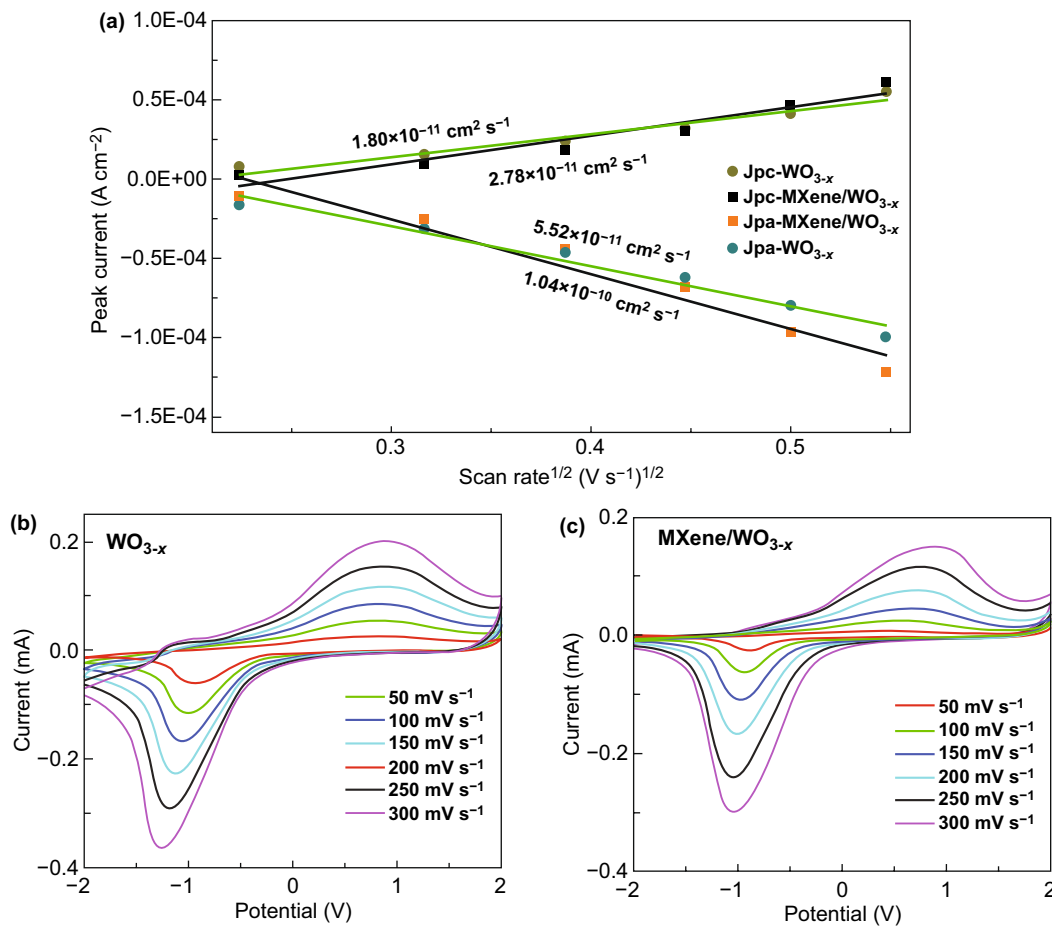 (a)
1.0E-04
0.5E-04
0.0E+00
−0.5E-04
−1.0E-04
−1.5E-04
Peak current (A cm⁻²)
1.80×10⁻¹¹ cm² s⁻¹
2.78×10⁻¹¹ cm² s⁻¹
5.52×10⁻¹¹ cm² s⁻¹
1.04×10⁻¹⁰ cm² s⁻¹
Jpc-WO₃₋ₓ
Jpc-MXene/WO₃₋ₓ
Jpa-MXene/WO₃₋ₓ
Jpa-WO₃₋ₓ
0.3 0.4 0.5
Scan rate¹ᐟ² (V s⁻¹)¹ᐟ²
(b)
WO₃₋ₓ
0.2
0.0
−0.2
−0.4
Current (mA)
50 mV s⁻¹
100 mV s⁻¹
150 mV s⁻¹
200 mV s⁻¹
250 mV s⁻¹
300 mV s⁻¹
−2 −1 0 1 2
Potential (V)
(c)
MXene/WO₃₋ₓ
0.2
0.0
−0.2
−0.4
Current (mA)
50 mV s⁻¹
100 mV s⁻¹
150 mV s⁻¹
200 mV s⁻¹
250 mV s⁻¹
300 mV s⁻¹
−2 −1 0 1 2
Potential (V)